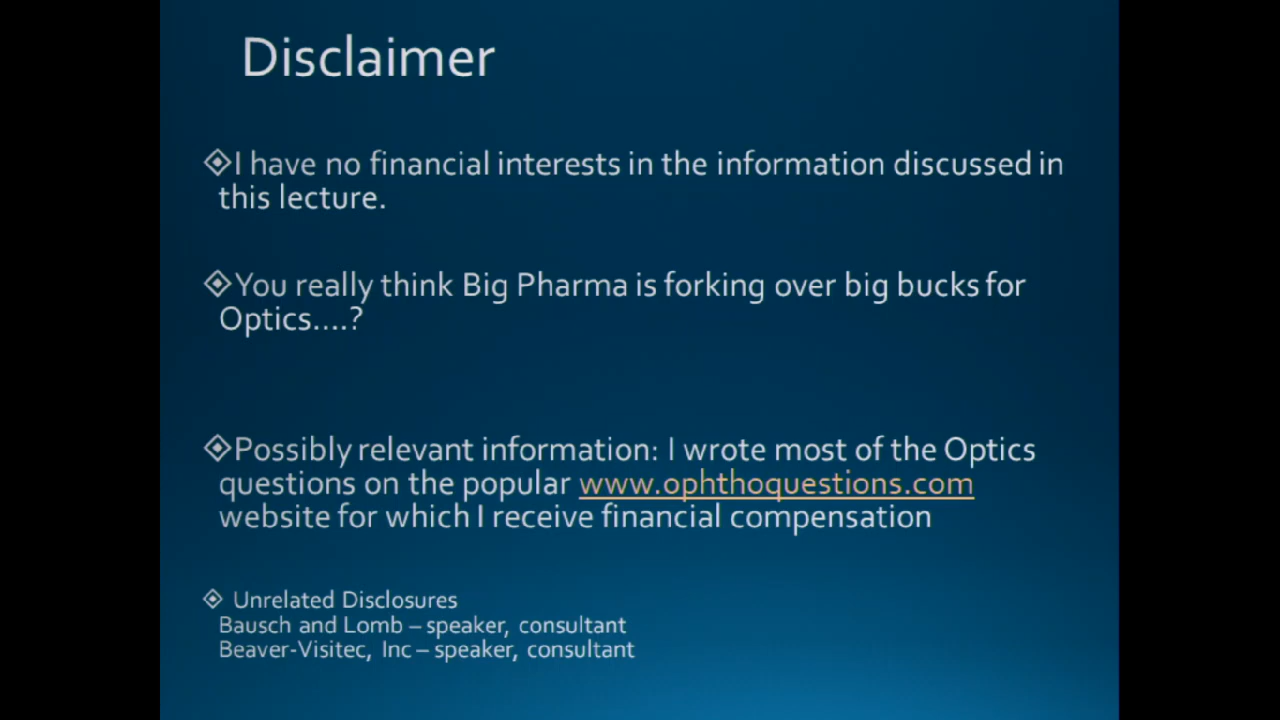 Disclaimer
I have no financial interests in the information discussed in
this lecture.
You really think Big Pharma is forking over big bucks for
Optics....?
Possibly relevant information: I wrote most of the Optics
questions on the popular www.ophthoquestions.com
website for which I receive financial compensation
Unrelated Disclosures
Bausch and Lomb – speaker, consultant
Beaver-Visitec, Inc – speaker, consultant